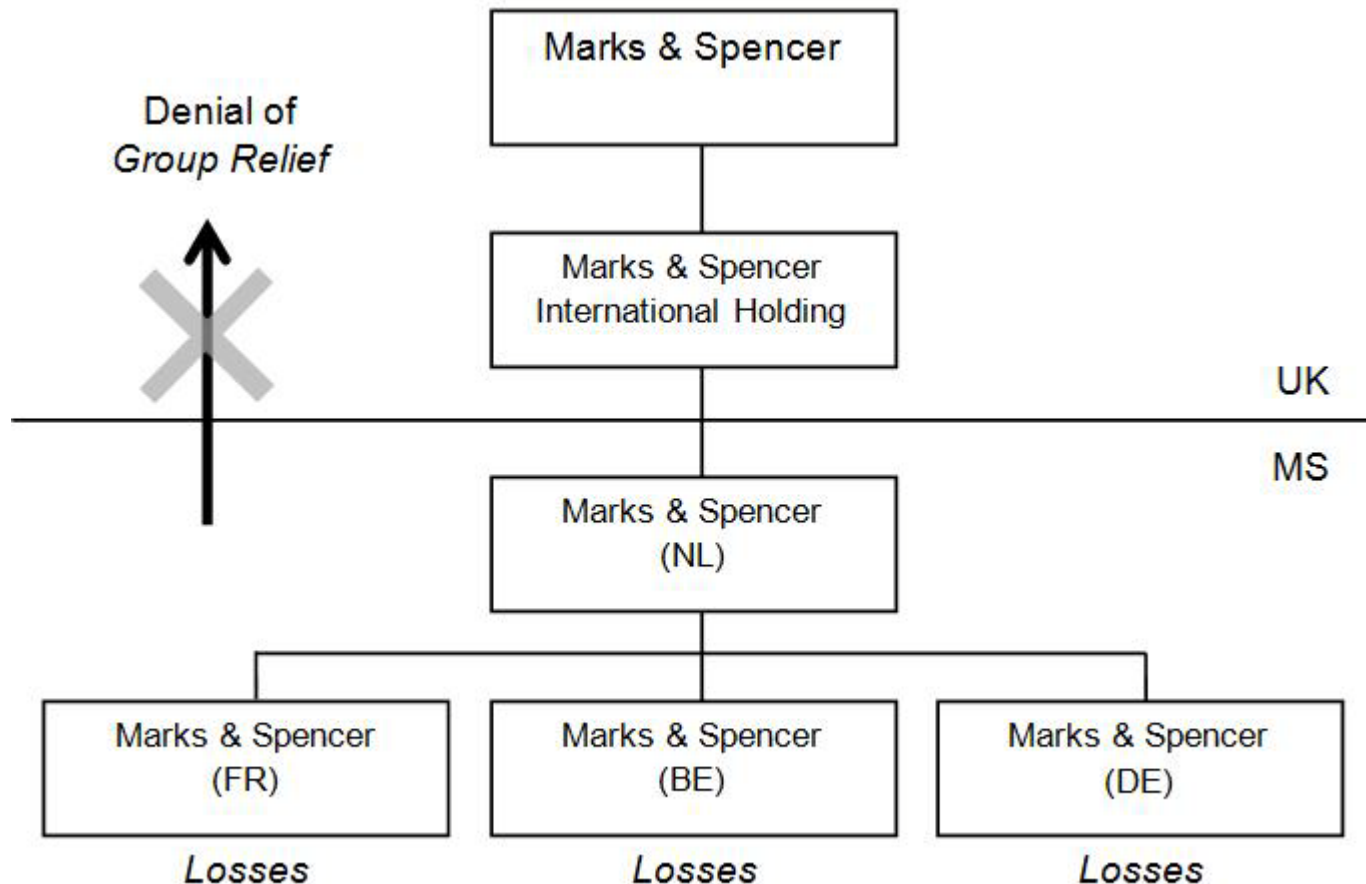 Marks & Spencer
Denial of
Group Relief
Marks & Spencer
International Holding
UK
MS
Marks & Spencer
(NL)
Marks & Spencer
(FR)
Marks & Spencer
(BE)
Marks & Spencer
(DE)
Losses
Losses
Losses